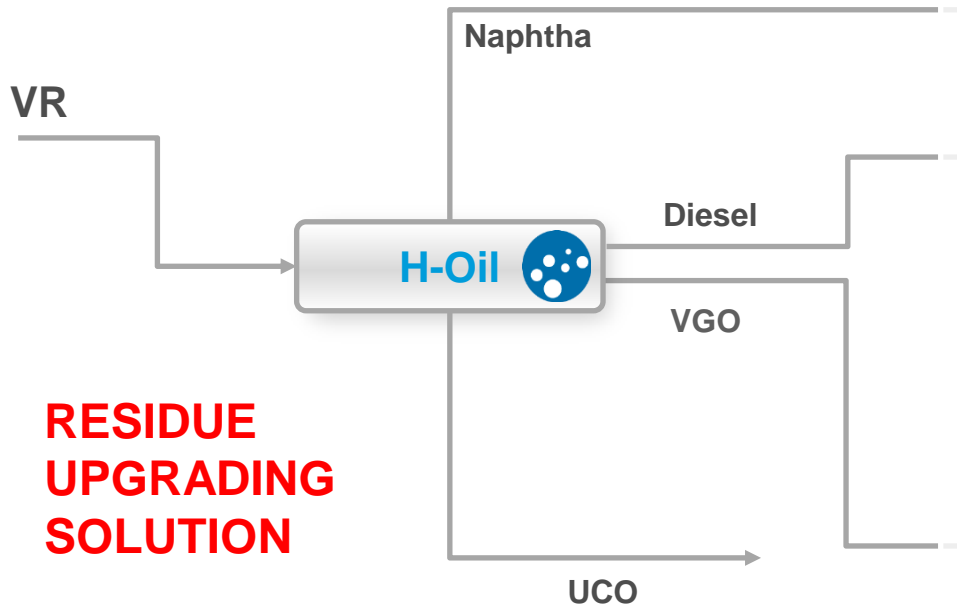 Naphtha
VR
Diesel
H-Oil
VGO
RESIDUE
UPGRADING
SOLUTION
UCO